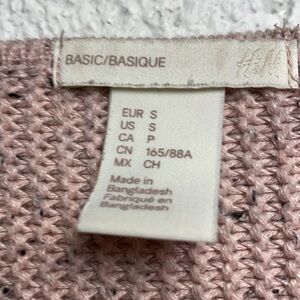 BASIC/BASIQUE H&M
EUR S
US S
CA P
CN 165/88A
MX CH
Made in
Bangladesh
Fabriqué en
Bangladesh